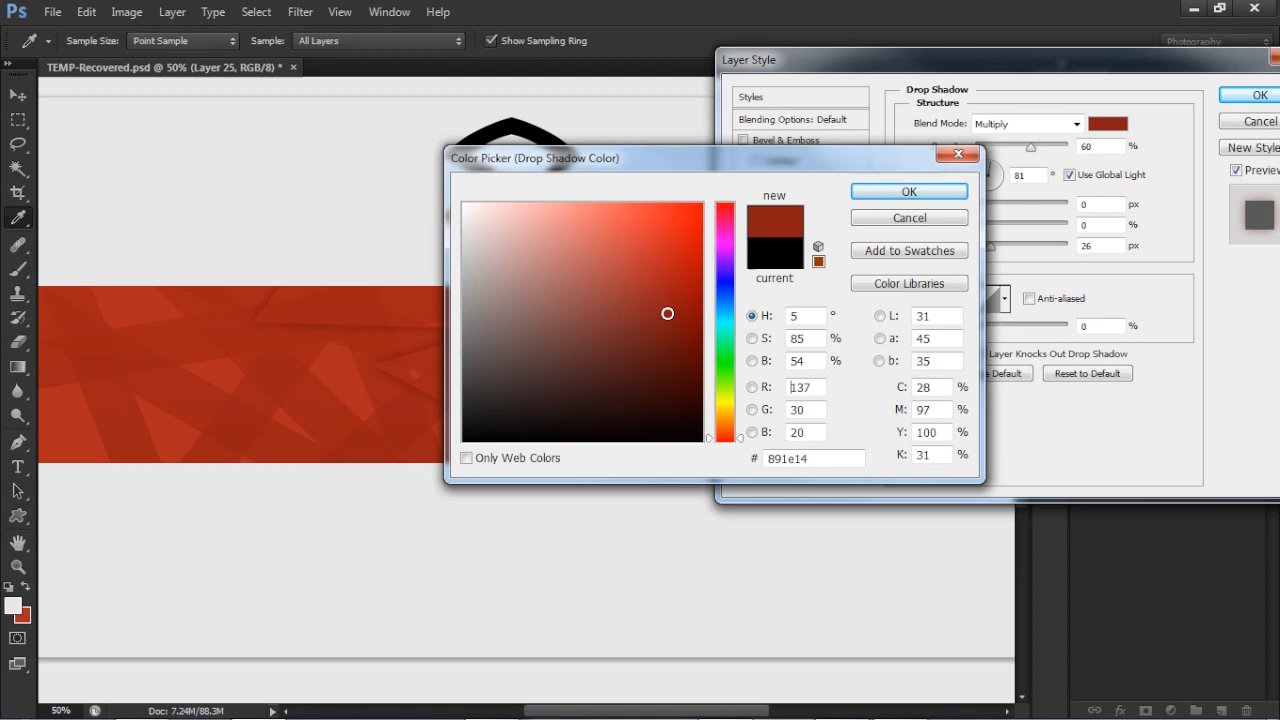 Ps File Edit Image Layer Type Select Filter View Window Help
Sample Size: Point Sample Sample: All Layers Show Sampling Ring Photography
TEMP-Recovered.psd @ 50% (Layer 25, RGB/8) * ×
Layer Style
Styles
Blending Options: Default
Bevel & Emboss
Drop Shadow
Structure
Blend Mode: Multiply
60 %
81 ° Use Global Light
0 px
0 %
26 px
Anti-aliased
0 %
Layer Knocks Out Drop Shadow
Default Reset to Default
OK
Cancel
New Style
Preview
Color Picker (Drop Shadow Color)
new
current
OK
Cancel
Add to Swatches
Color Libraries
H: 5 ° L: 31
S: 85 % a: 45
B: 54 % b: 35
R: 137 C: 28 %
G: 30 M: 97 %
B: 20 Y: 100 %
# 891e14 K: 31 %
Only Web Colors
T
50% Doc: 7.24M/88.3M
fx